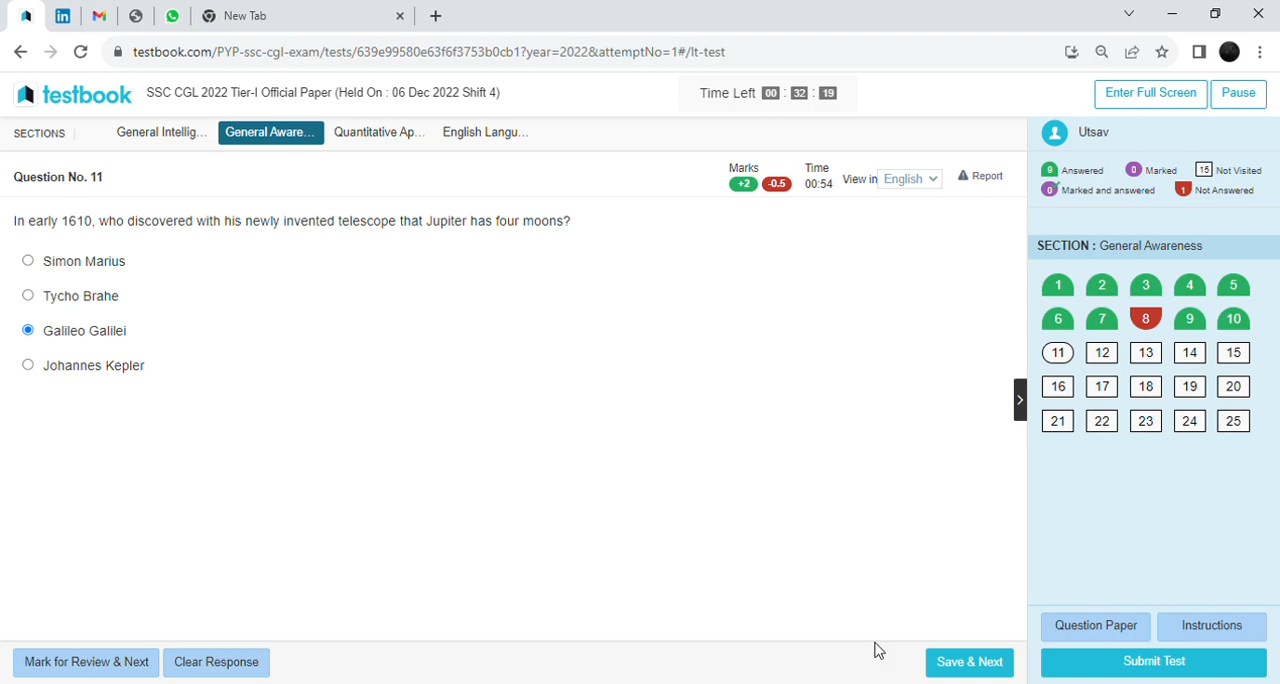 New Tab
testbook.com/PYP-ssc-cgl-exam/tests/639e99580e63f6f3753b0cb1?year=2022&attemptNo=1#/lt-test
testbook SSC CGL 2022 Tier-I Official Paper (Held On : 06 Dec 2022 Shift 4) Time Left 00 : 32 : 19 Enter Full Screen Pause
SECTIONS General Intellig... General Aware... Quantitative Ap... English Langu...
Utsav
Question No. 11
Marks +2 -0.5
Time 00:54
View in English
Report
9 Answered 0 Marked 15 Not Visited
0 Marked and answered 1 Not Answered
In early 1610, who discovered with his newly invented telescope that Jupiter has four moons?
Simon Marius
Tycho Brahe
Galileo Galilei
Johannes Kepler
SECTION : General Awareness
1 2 3 4 5
6 7 8 9 10
11 12 13 14 15
16 17 18 19 20
21 22 23 24 25
Question Paper Instructions
Mark for Review & Next Clear Response Save & Next Submit Test